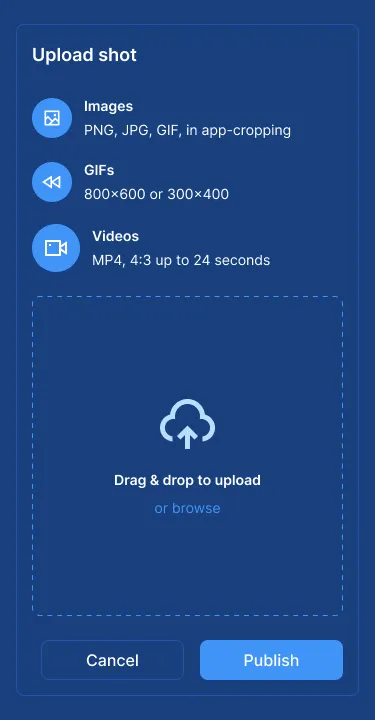 Upload shot
Images
PNG, JPG, GIF, in app-cropping
GIFs
800×600 or 300×400
Videos
MP4, 4:3 up to 24 seconds
Drag & drop to upload
or browse
Cancel
Publish